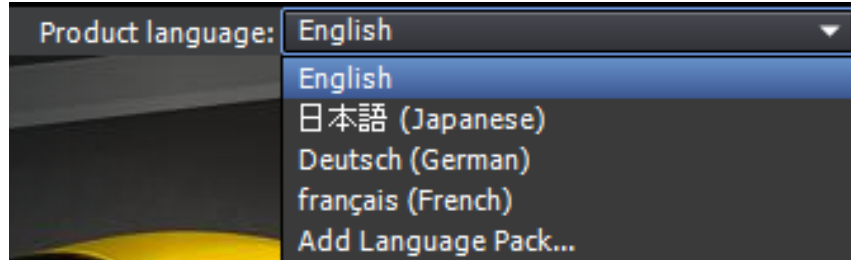 Product language: English
English
日本語 (Japanese)
Deutsch (German)
français (French)
Add Language Pack...